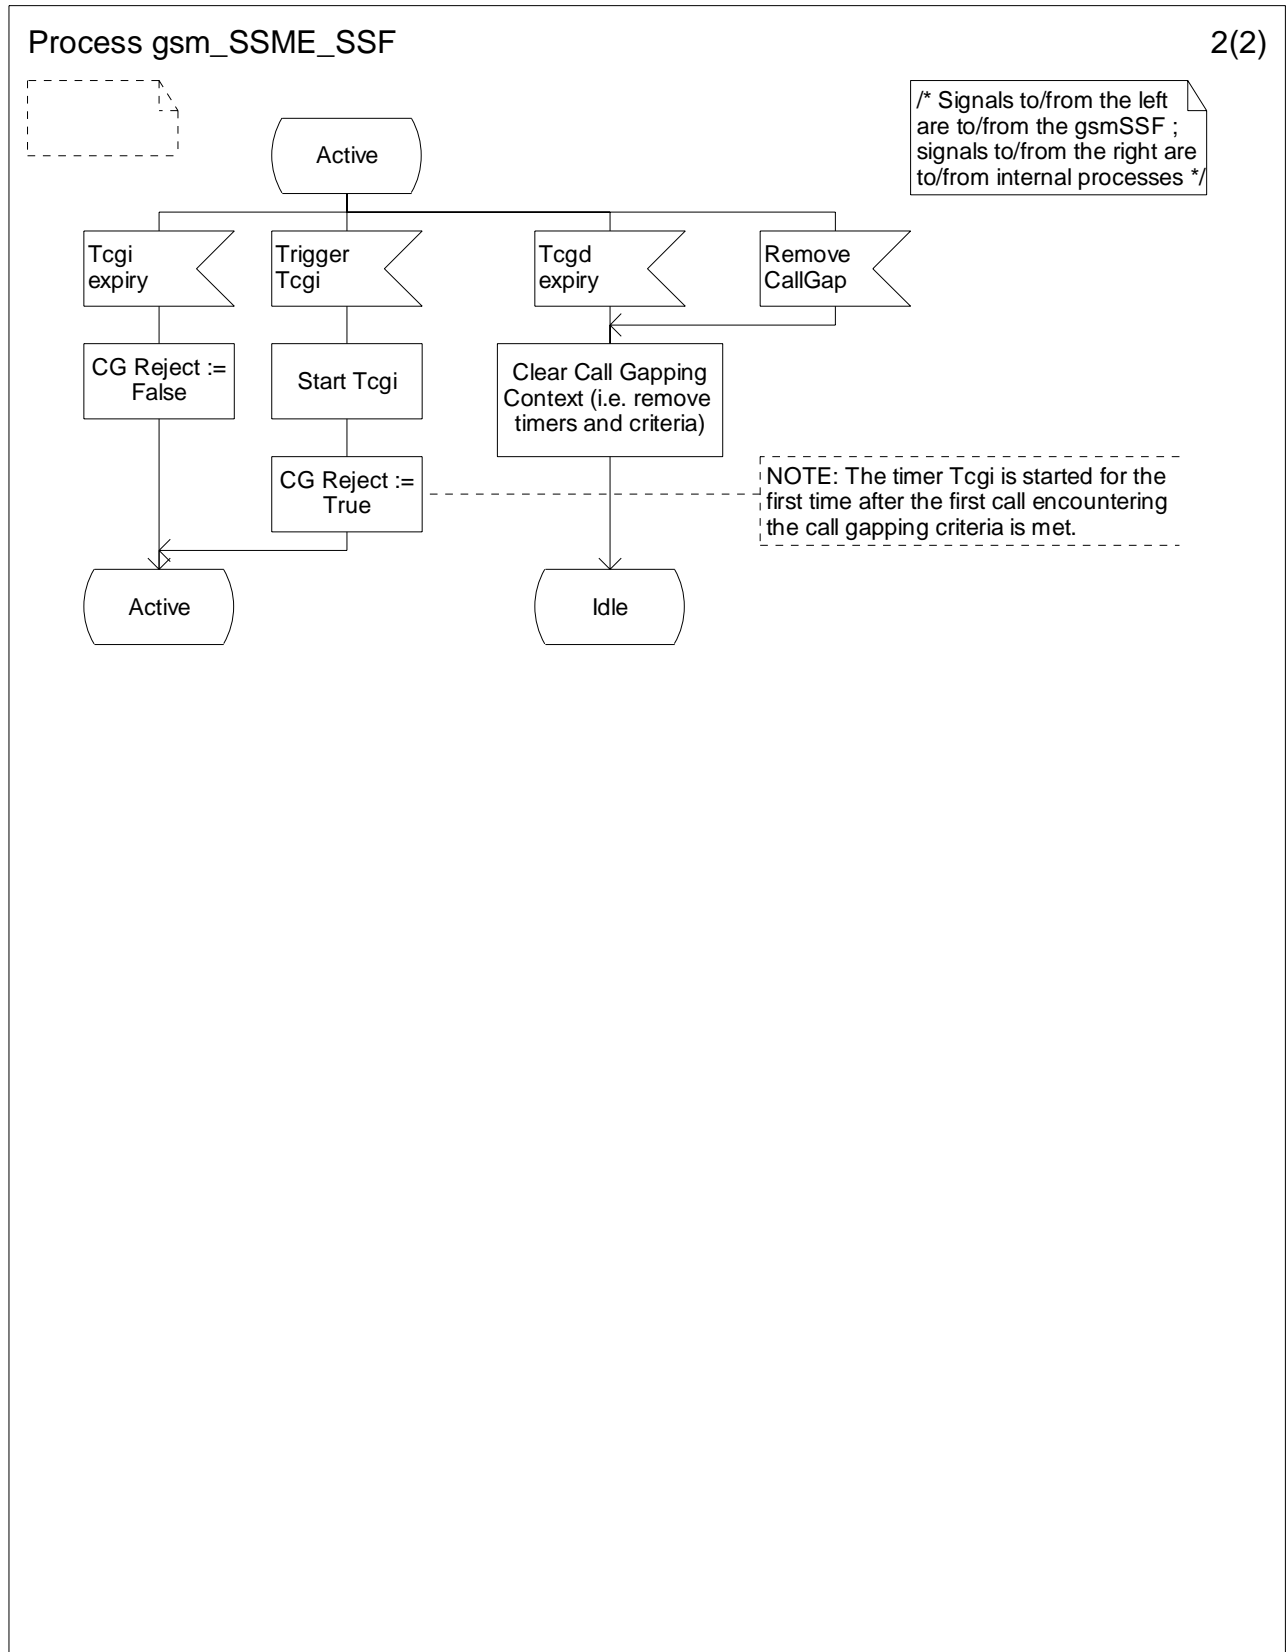 Process gsm_SSME_SSF
2(2)
/* Signals to/from the left
are to/from the gsmSSF ;
signals to/from the right are
to/from internal processes */
Active
Tcgi
expiry
Trigger
Tcgi
Tcgd
expiry
Remove
CallGap
CG Reject :=
False
Start Tcgi
Clear Call Gapping
Context (i.e. remove
timers and criteria)
CG Reject :=
True
NOTE: The timer Tcgi is started for the
first time after the first call encountering
the call gapping criteria is met.
Active
Idle